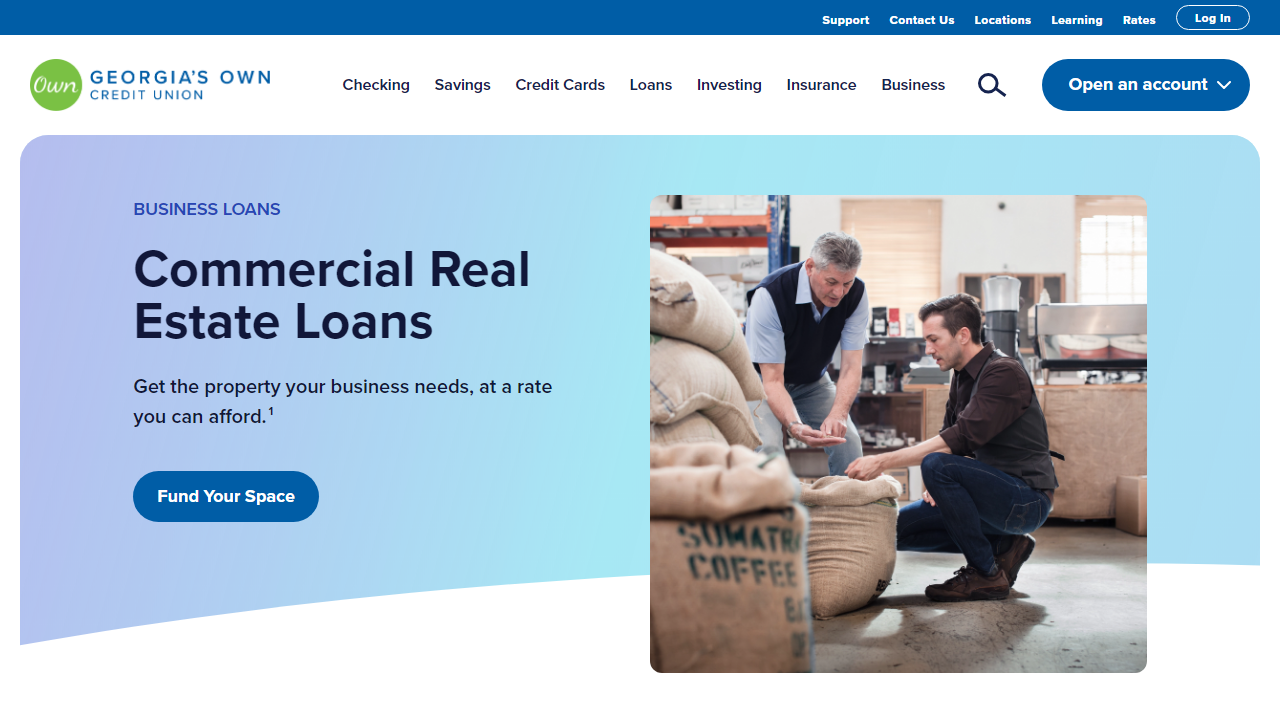 Support Contact Us Locations Learning Rates Log In
Own GEORGIA'S OWN
CREDIT UNION
Checking Savings Credit Cards Loans Investing Insurance Business Open an account
BUSINESS LOANS
Commercial Real
Estate Loans
Get the property your business needs, at a rate
you can afford.¹
Fund Your Space
SUMATRA
COFFEE